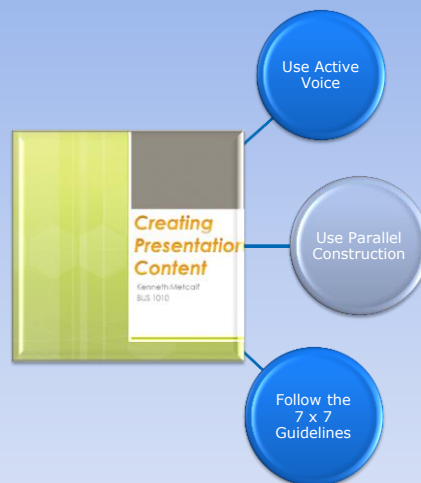 Use Active
Voice
Creating
Presentation
Content
Kenneth Metcalf
BUS 1010
Use Parallel
Construction
Follow the
7 x 7
Guidelines